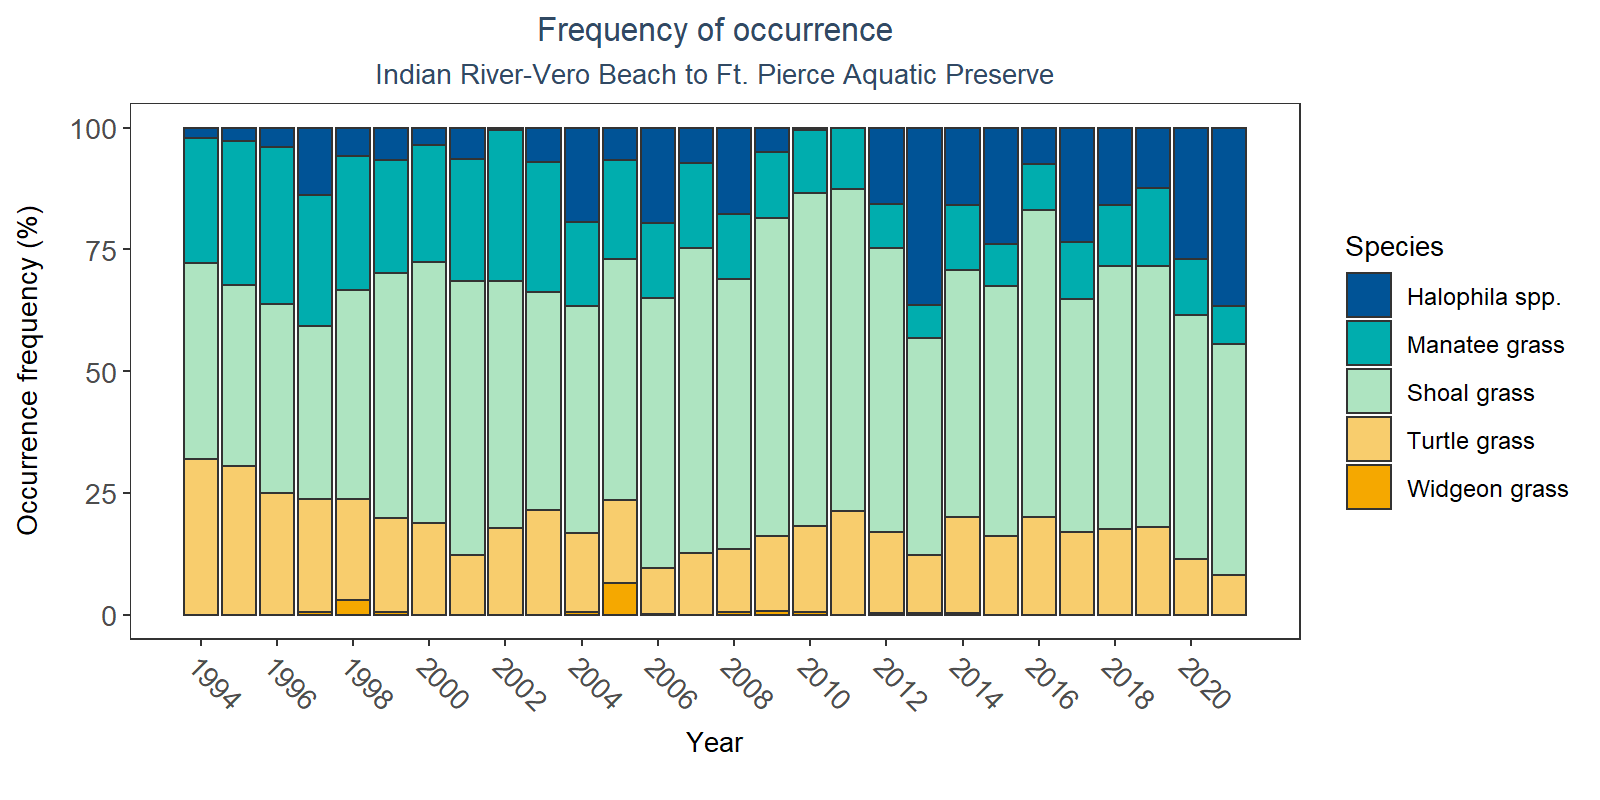 Frequency of occurrence
Indian River-Vero Beach to Ft. Pierce Aquatic Preserve
Occurrence frequency (%)
100
75
50
25
0
1994
1996
1998
2000
2002
2004
2006
2008
2010
2012
2014
2016
2018
2020
Year
Species
Halophila spp.
Manatee grass
Shoal grass
Turtle grass
Widgeon grass